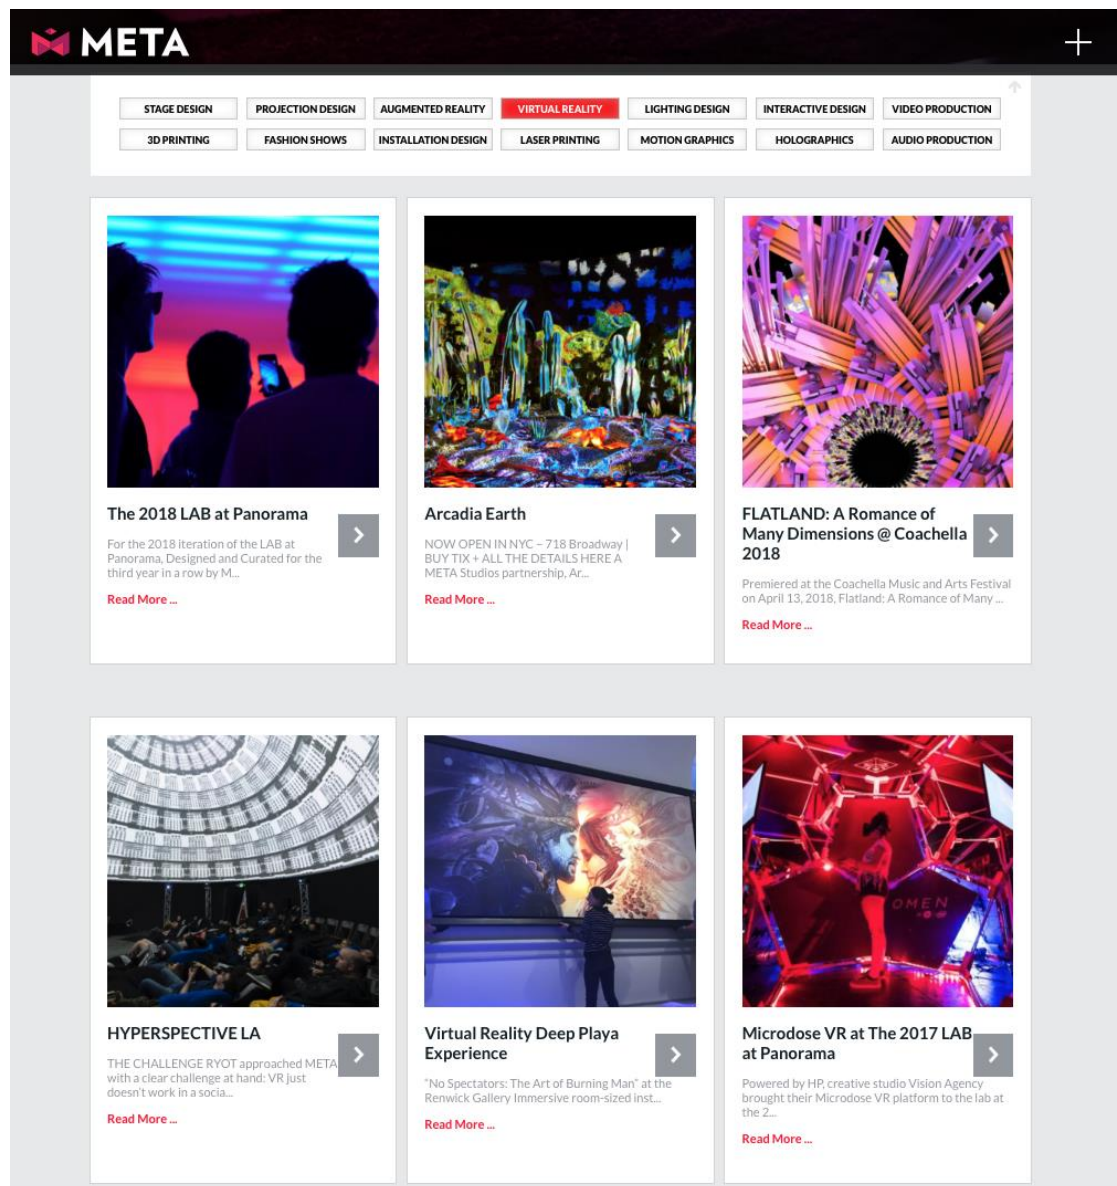 META
STAGE DESIGN
PROJECTION DESIGN
AUGMENTED REALITY
VIRTUAL REALITY
LIGHTING DESIGN
INTERACTIVE DESIGN
VIDEO PRODUCTION
3D PRINTING
FASHION SHOWS
INSTALLATION DESIGN
LASER PRINTING
MOTION GRAPHICS
HOLOGRAPHICS
AUDIO PRODUCTION
The 2018 LAB at Panorama
For the 2018 iteration of the LAB at
Panorama, Designed and Curated for the
third year in a row by M...
Read More ...
Arcadia Earth
NOW OPEN IN NYC – 718 Broadway |
BUY TIX + ALL THE DETAILS HERE A
META Studios partnership, Ar...
Read More ...
FLATLAND: A Romance of
Many Dimensions @ Coachella
2018
Premiered at the Coachella Music and Arts Festival
on April 13, 2018, Flatland: A Romance of Many ...
Read More ...
HYPERSPECTIVE LA
THE CHALLENGE RYOT approached META
with a clear challenge at hand: VR just
doesn't work in a socia...
Read More ...
Virtual Reality Deep Playa
Experience
"No Spectators: The Art of Burning Man" at the
Renwick Gallery Immersive room-sized inst...
Read More ...
OMEN
Microdose VR at The 2017 LAB
at Panorama
Powered by HP, creative studio Vision Agency
brought their Microdose VR platform to the lab at
the 2...
Read More ...